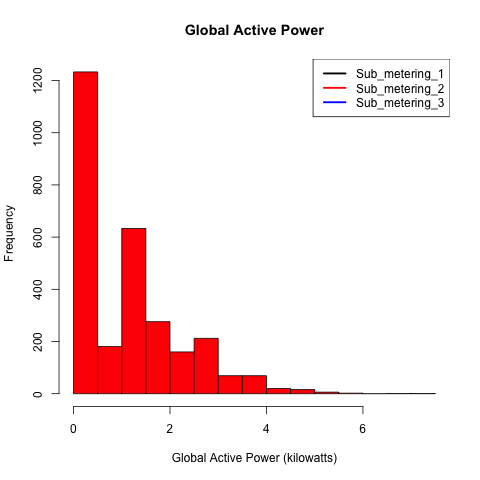 Global Active Power
Sub_metering_1
Sub_metering_2
Sub_metering_3
Frequency
1200
1000
800
600
400
200
0
0 2 4 6
Global Active Power (kilowatts)